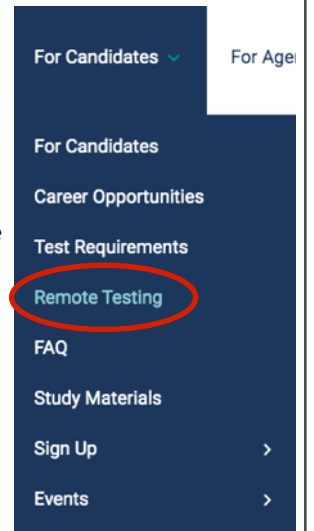 For Candidates For Age
For Candidates
Career Opportunities
Test Requirements
Remote Testing
FAQ
Study Materials
Sign Up
Events